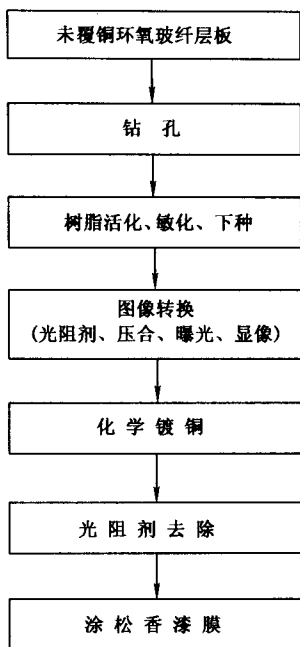 未覆铜环氧玻纤层板
钻孔
树脂活化、敏化、下种
图像转换
(光阻剂、压合、曝光、显像)
化学镀铜
光阻剂去除
涂松香漆膜